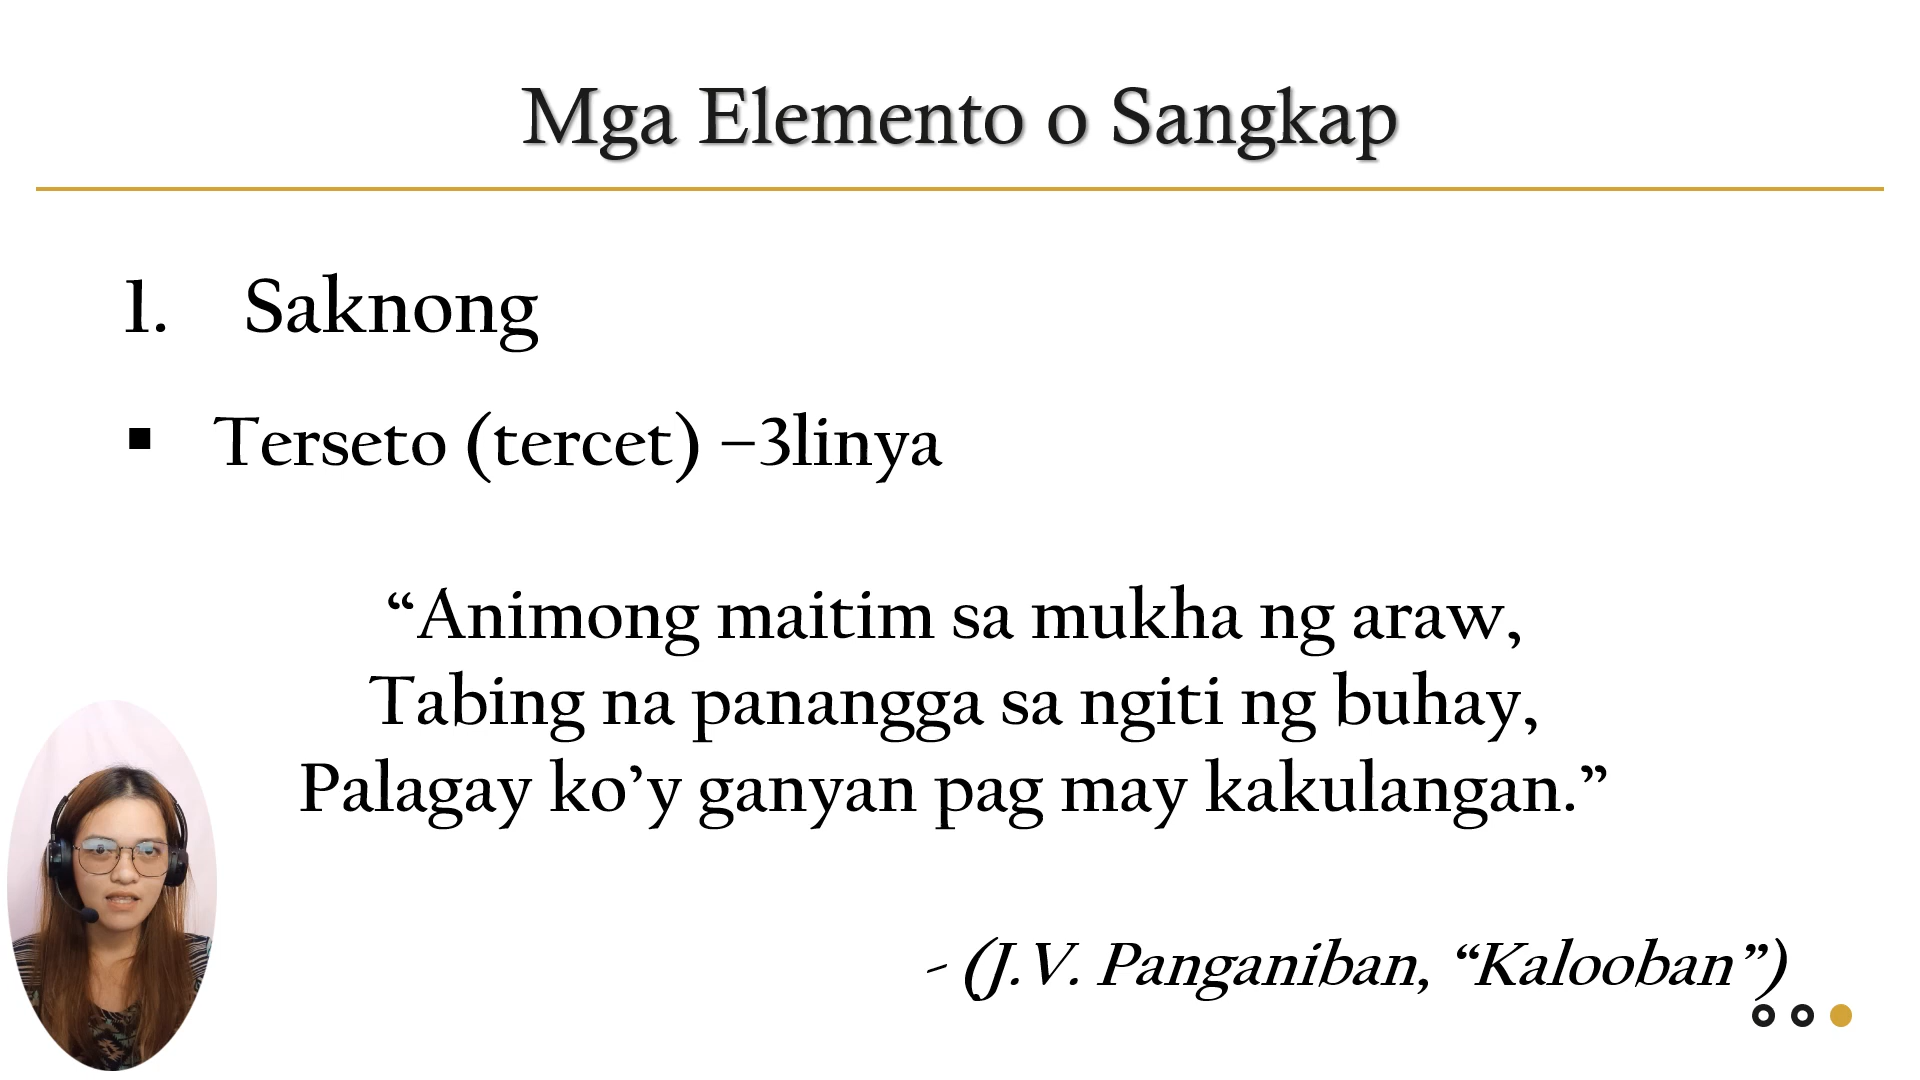 Mga Elemento o Sangkap
1. Saknong
▪ Terseto (tercet) –3linya
“Animong maitim sa mukha ng araw,
Tabing na panangga sa ngiti ng buhay,
Palagay ko’y ganyan pag may kakulangan.”
- (J.V. Panganiban, “Kalooban”)